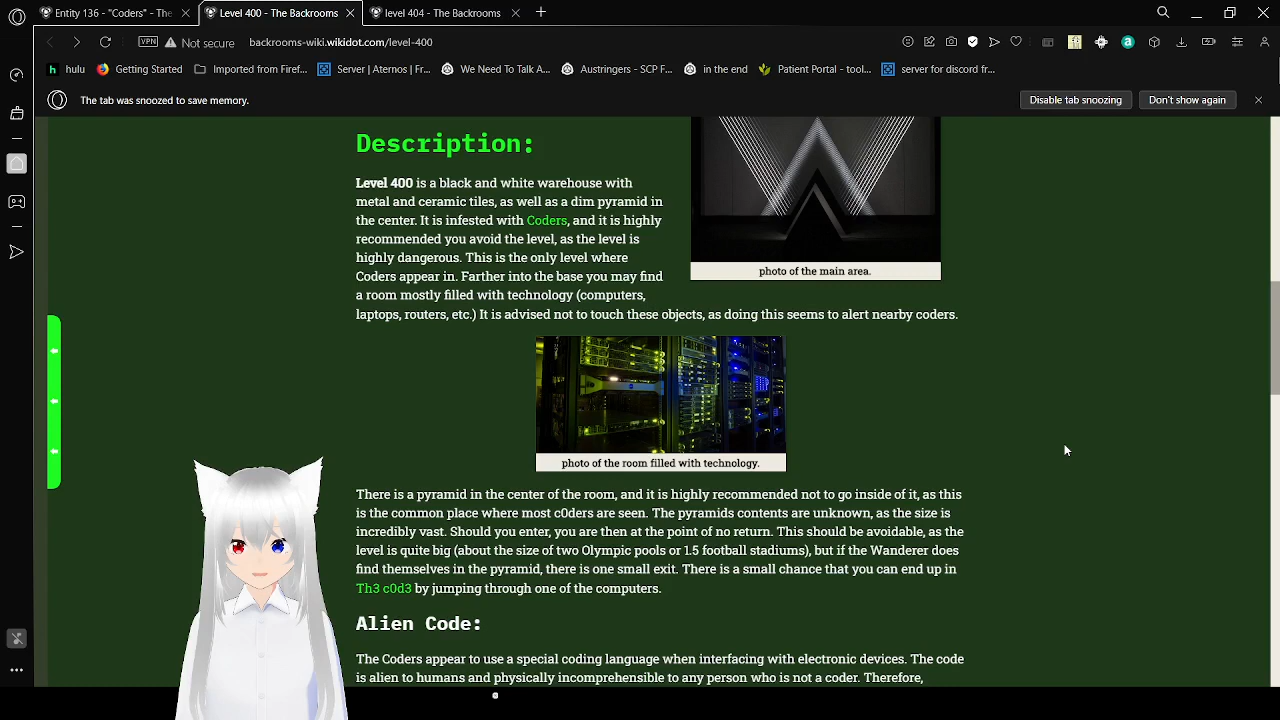 Entity 136 - "Coders" - The
Level 400 - The Backrooms
level 404 - The Backrooms
VPN
Not secure
backrooms-wiki.wikidot.com/level-400
hulu
Getting Started
Imported from Firef...
Server | Aternos | Fr...
We Need To Talk A...
Austringers - SCP F...
in the end
Patient Portal - tool...
server for discord fr...
The tab was snoozed to save memory.
Disable tab snoozing
Don't show again
Description:
Level 400 is a black and white warehouse with
metal and ceramic tiles, as well as a dim pyramid in
the center. It is infested with Coders, and it is highly
recommended you avoid the level, as the level is
highly dangerous. This is the only level where
Coders appear in. Farther into the base you may find
a room mostly filled with technology (computers,
laptops, routers, etc.) It is advised not to touch these objects, as doing this seems to alert nearby coders.
photo of the main area.
photo of the room filled with technology.
There is a pyramid in the center of the room, and it is highly recommended not to go inside of it, as this
is the common place where most c0ders are seen. The pyramids contents are unknown, as the size is
incredibly vast. Should you enter, you are then at the point of no return. This should be avoidable, as the
level is quite big (about the size of two Olympic pools or 1.5 football stadiums), but if the Wanderer does
find themselves in the pyramid, there is one small exit. There is a small chance that you can end up in
Th3 c0d3 by jumping through one of the computers.
Alien Code:
The Coders appear to use a special coding language when interfacing with electronic devices. The code
is alien to humans and physically incomprehensible to any person who is not a coder. Therefore,